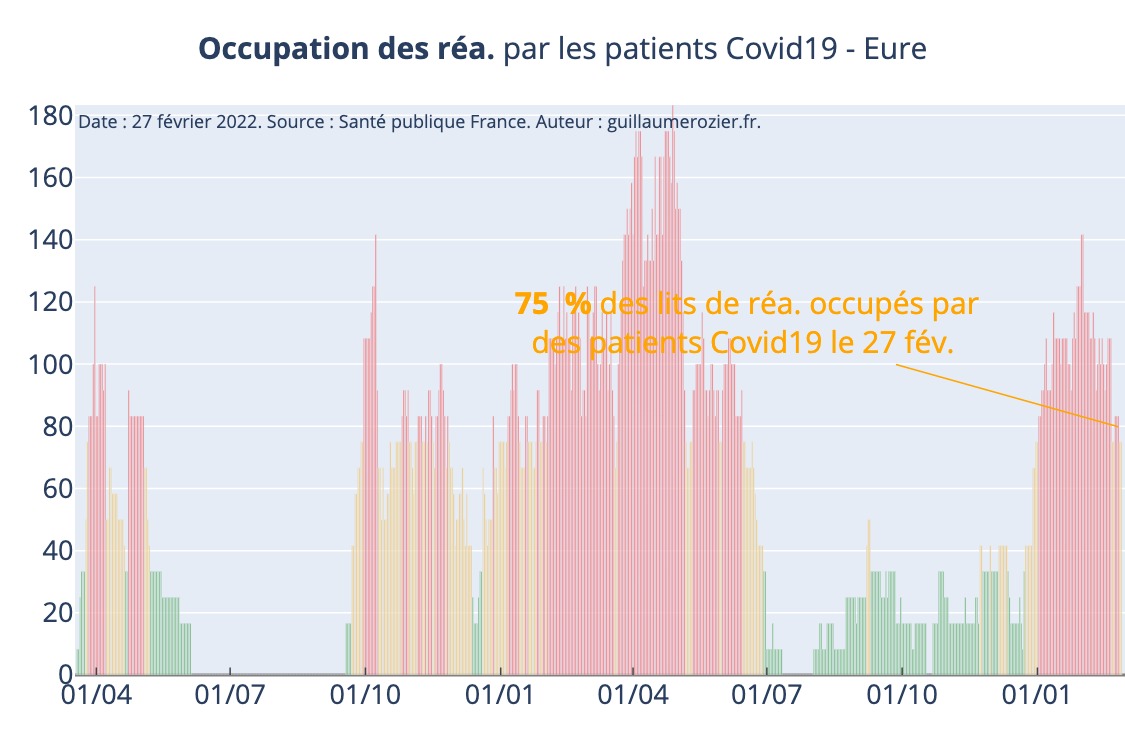 Occupation des réa. par les patients Covid19 - Eure
Date : 27 février 2022. Source : Santé publique France. Auteur : guillaumerozier.fr.
180
160
140
120
100
80
60
40
20
0
75 % des lits de réa. occupés par
des patients Covid19 le 27 fév.
01/04 01/07 01/10 01/01 01/04 01/07 01/10 01/01